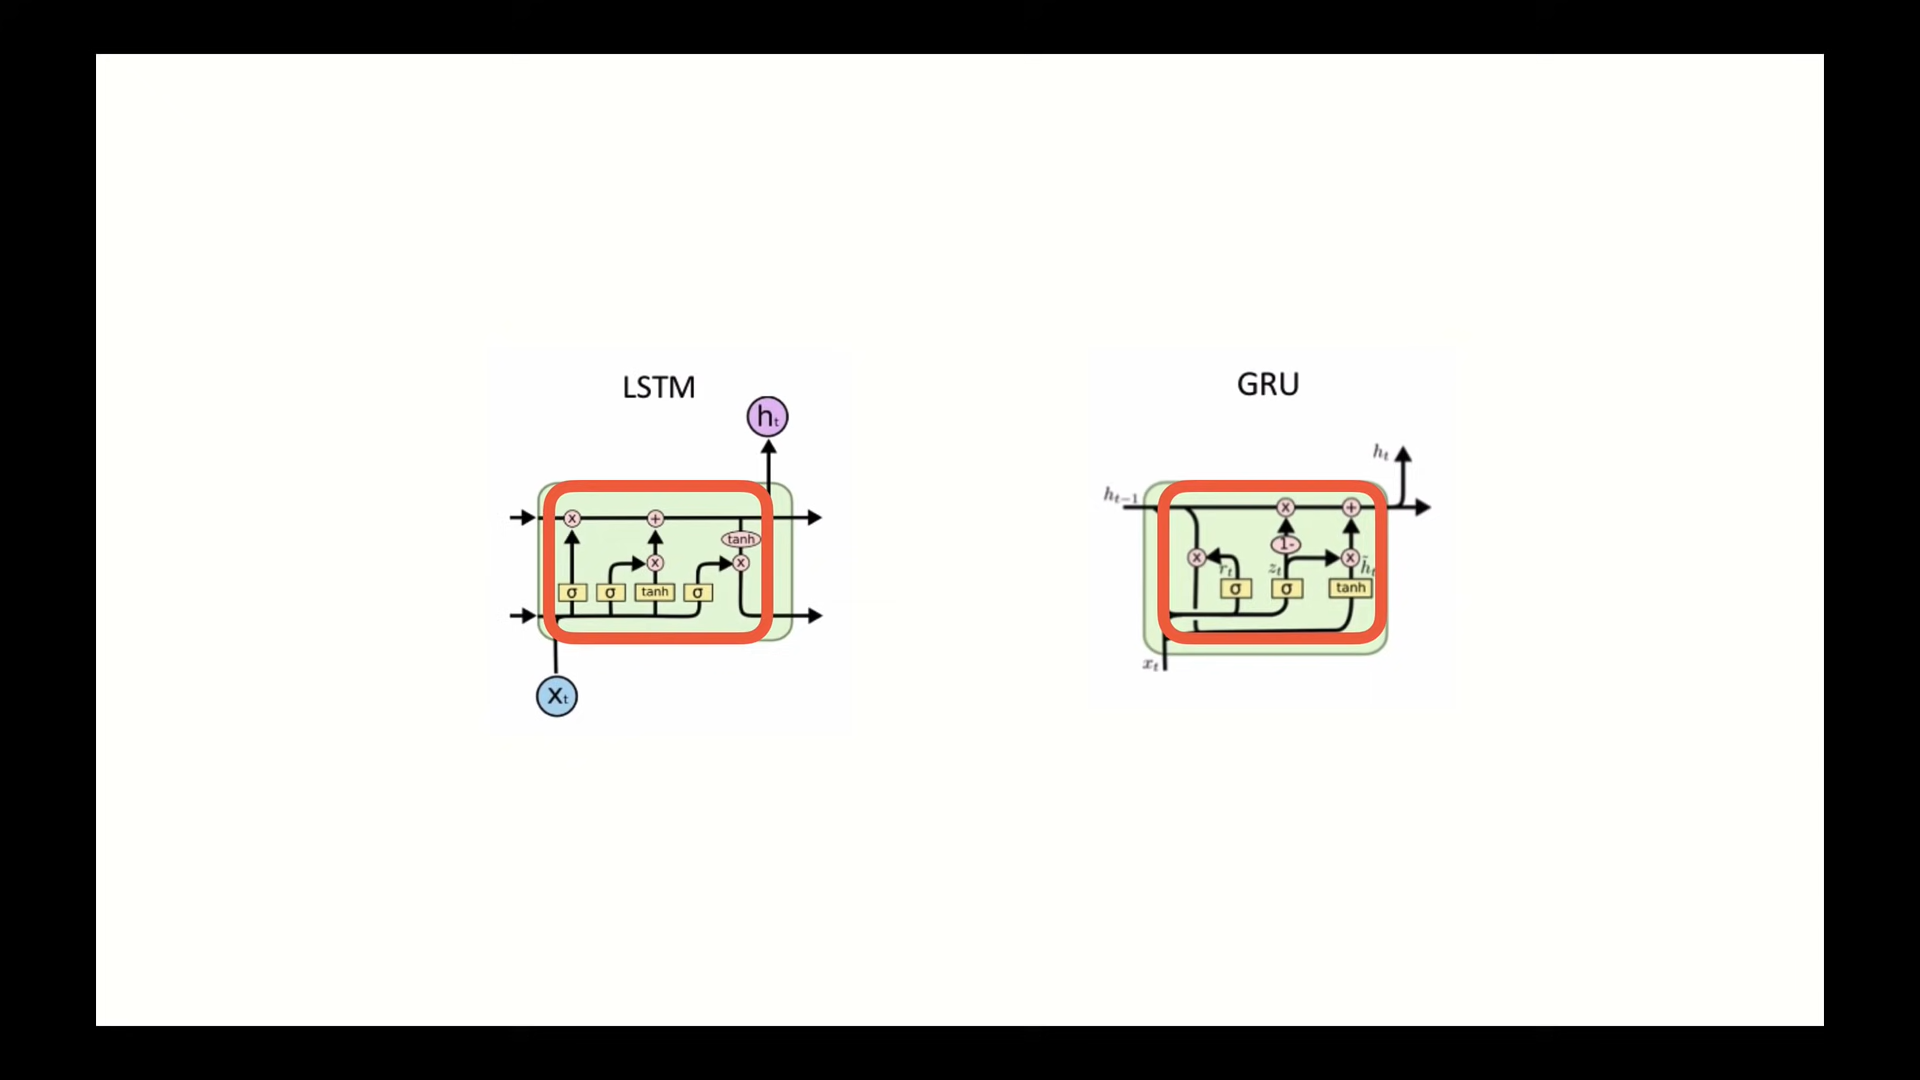 LSTM
hₜ
x
+
tanh
x
x
σ
σ
tanh
σ
Xₜ
GRU
hₜ
hₜ₋₁
x
+
1-
x
rₜ
zₜ
x
h̃ₜ
σ
σ
tanh
xₜ